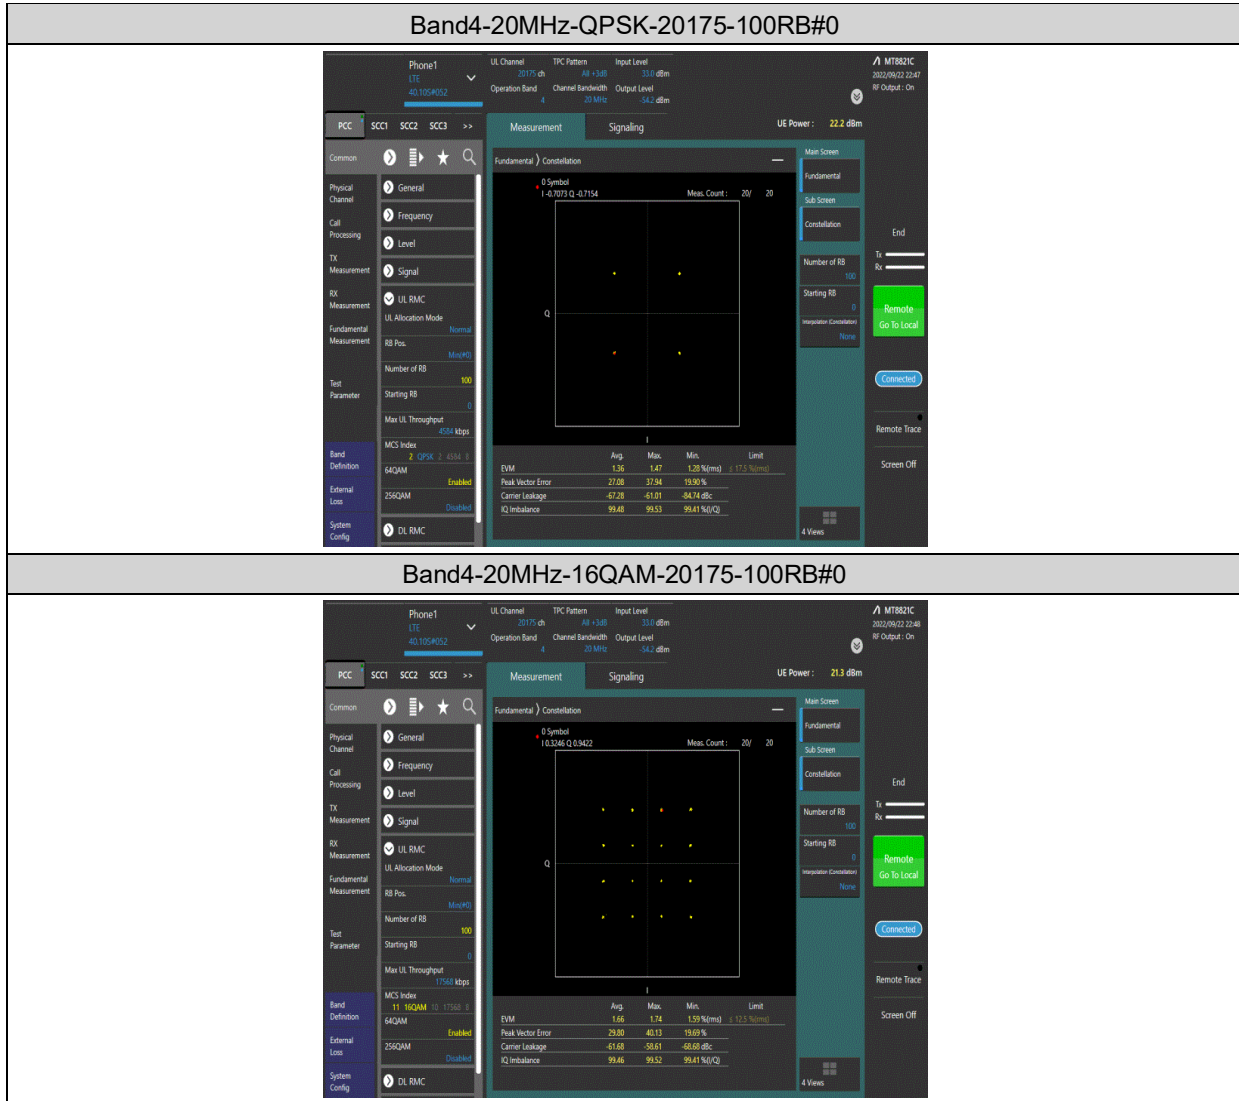 Band4-20MHz-QPSK-20175-100RB#0
Phone1
LTE
40.105#052
UL Channel TPC Pattern Input Level
20175 ch All +3dB 33.0 dBm
Operation Band Channel Bandwidth Output Level
4 20 MHz -54.2 dBm
MT8821C
2022/09/22 22:47
RF Output : On
PCC SCC1 SCC2 SCC3 >>
Measurement Signaling
UE Power : 22.2 dBm
Common
Physical Channel
Call Processing
TX Measurement
RX Measurement
Fundamental Measurement
Test Parameter
Band Definition
External Loss
System Config
General
Frequency
Level
Signal
UL RMC
UL Allocation Mode
Normal
RB Pos.
Min(#0)
Number of RB
100
Starting RB
0
Max UL Throughput
4584 kbps
MCS Index
2 QPSK 2 4584 8
64QAM
Enabled
256QAM
Disabled
DL RMC
Fundamental Constellation
0 Symbol
I -0.7073 Q -0.7154
Meas. Count : 20/ 20
Q
I
Avg. Max. Min. Limit
EVM 1.36 1.47 1.28 %(rms) ≤ 17.5 %(rms)
Peak Vector Error 27.08 37.94 19.90 %
Carrier Leakage -67.28 -61.01 -84.74 dBc
IQ Imbalance 99.48 99.53 99.41 %(I/Q)
Main Screen
Fundamental
Sub Screen
Constellation
Number of RB
100
Starting RB
0
Interpolation (Constellation)
None
4 Views
End
Tx
Rx
Remote
Go To Local
Connected
Remote Trace
Screen Off
Band4-20MHz-16QAM-20175-100RB#0
Phone1
LTE
40.105#052
UL Channel TPC Pattern Input Level
20175 ch All +3dB 33.0 dBm
Operation Band Channel Bandwidth Output Level
4 20 MHz -54.2 dBm
MT8821C
2022/09/22 22:48
RF Output : On
PCC SCC1 SCC2 SCC3 >>
Measurement Signaling
UE Power : 21.3 dBm
Common
Physical Channel
Call Processing
TX Measurement
RX Measurement
Fundamental Measurement
Test Parameter
Band Definition
External Loss
System Config
General
Frequency
Level
Signal
UL RMC
UL Allocation Mode
Normal
RB Pos.
Min(#0)
Number of RB
100
Starting RB
0
Max UL Throughput
17568 kbps
MCS Index
11 16QAM 10 17568 8
64QAM
Enabled
256QAM
Disabled
DL RMC
Fundamental Constellation
0 Symbol
I 0.3246 Q 0.9422
Meas. Count : 20/ 20
Q
I
Avg. Max. Min. Limit
EVM 1.66 1.74 1.59 %(rms) ≤ 12.5 %(rms)
Peak Vector Error 29.80 40.13 19.69 %
Carrier Leakage -61.68 -58.61 -68.68 dBc
IQ Imbalance 99.46 99.52 99.41 %(I/Q)
Main Screen
Fundamental
Sub Screen
Constellation
Number of RB
100
Starting RB
0
Interpolation (Constellation)
None
4 Views
End
Tx
Rx
Remote
Go To Local
Connected
Remote Trace
Screen Off